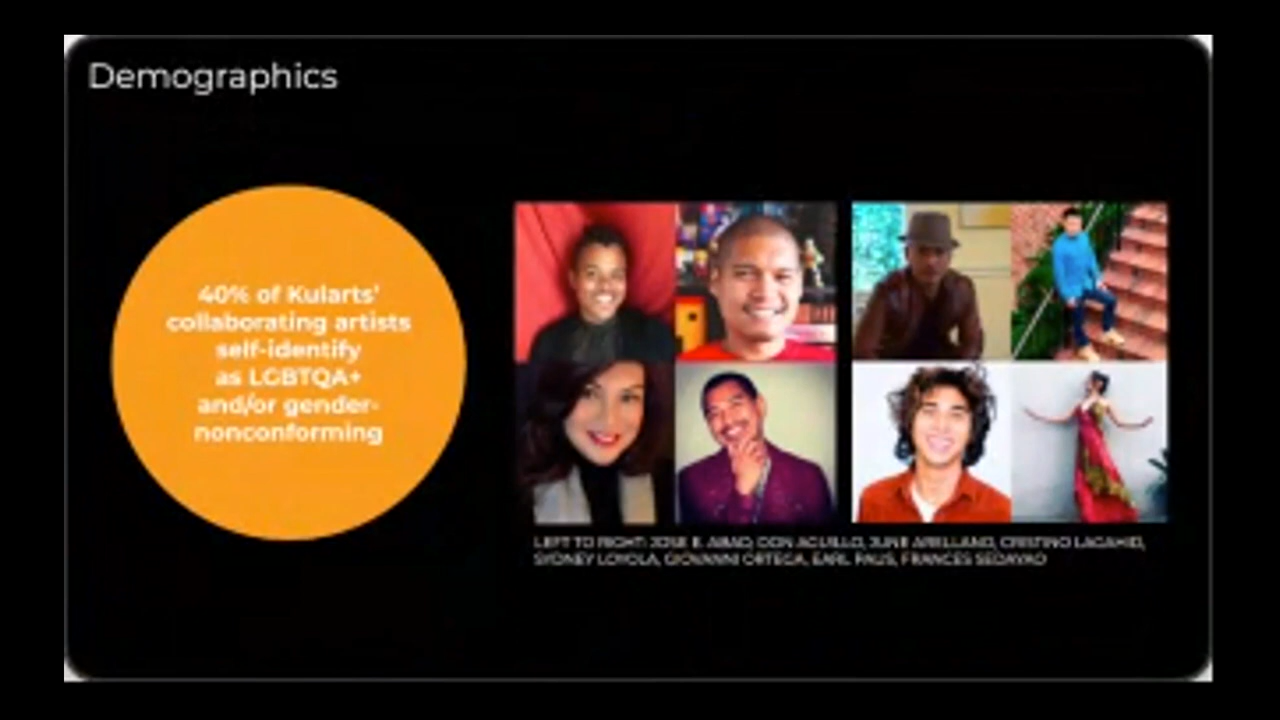 Demographics
40% of Kularts'
collaborating artists
self-identify
as LGBTQA+
and/or gender-
nonconforming
LEFT TO RIGHT: JOSE E. ABAD, DON AGUILLO, JUNE ARELLANO, CRISTINO LAGAHID,
SYDNEY LOYOLA, GIOVANNI ORTEGA, EARL PAUS, FRANCES SEDAYAO